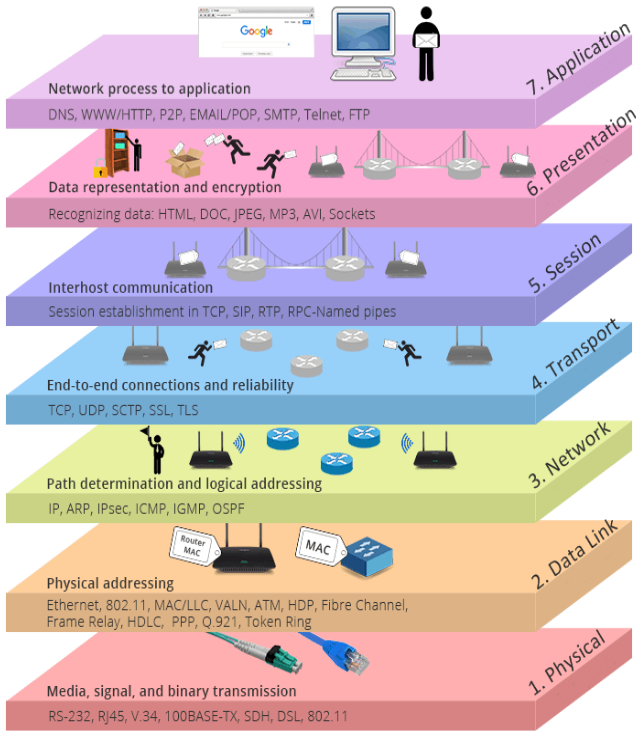 Google
7. Application
Network process to application
DNS, WWW/HTTP, P2P, EMAIL/POP, SMTP, Telnet, FTP
6. Presentation
Data representation and encryption
Recognizing data: HTML, DOC, JPEG, MP3, AVI, Sockets
5. Session
Interhost communication
Session establishment in TCP, SIP, RTP, RPC-Named pipes
4. Transport
End-to-end connections and reliability
TCP, UDP, SCTP, SSL, TLS
3. Network
Path determination and logical addressing
IP, ARP, IPsec, ICMP, IGMP, OSPF
Router
MAC
MAC
2. Data Link
Physical addressing
Ethernet, 802.11, MAC/LLC, VALN, ATM, HDP, Fibre Channel,
Frame Relay, HDLC, PPP, Q.921, Token Ring
1. Physical
Media, signal, and binary transmission
RS-232, RJ45, V.34, 100BASE-TX, SDH, DSL, 802.11